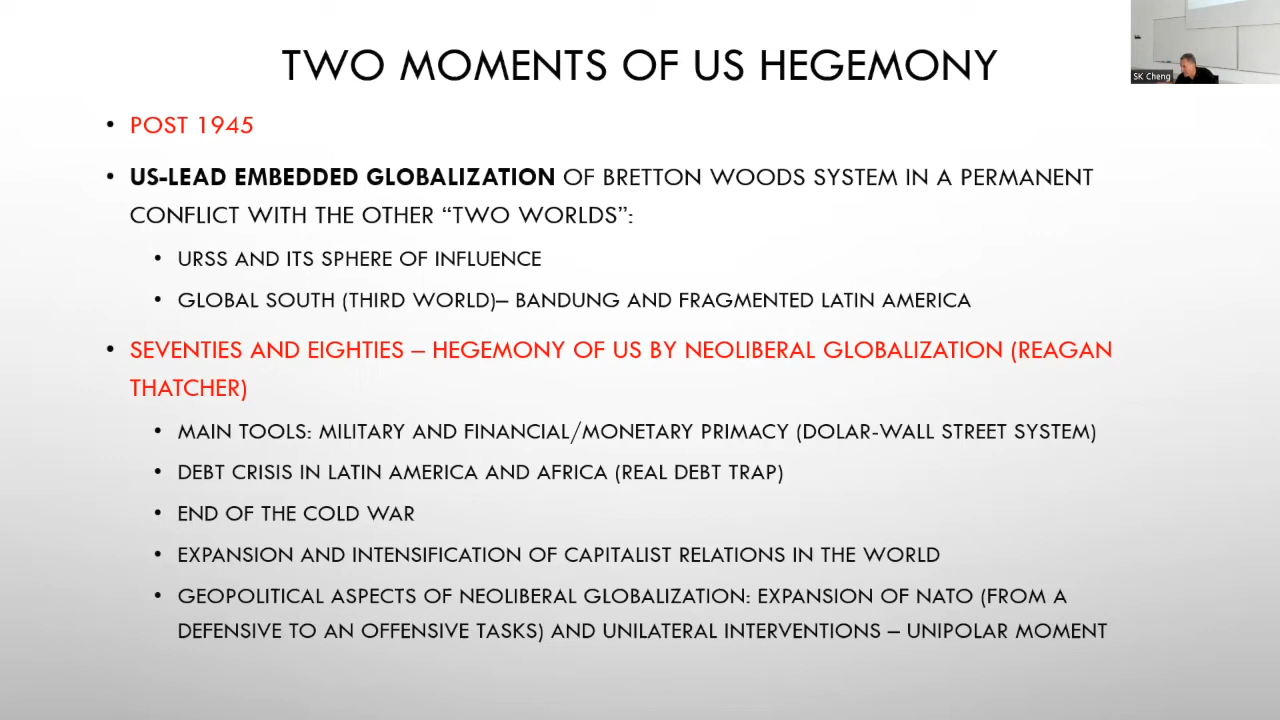 TWO MOMENTS OF US HEGEMONY
SK Cheng
• POST 1945
• US-LEAD EMBEDDED GLOBALIZATION OF BRETTON WOODS SYSTEM IN A PERMANENT
CONFLICT WITH THE OTHER “TWO WORLDS”:
• URSS AND ITS SPHERE OF INFLUENCE
• GLOBAL SOUTH (THIRD WORLD)– BANDUNG AND FRAGMENTED LATIN AMERICA
• SEVENTIES AND EIGHTIES – HEGEMONY OF US BY NEOLIBERAL GLOBALIZATION (REAGAN
THATCHER)
• MAIN TOOLS: MILITARY AND FINANCIAL/MONETARY PRIMACY (DOLAR-WALL STREET SYSTEM)
• DEBT CRISIS IN LATIN AMERICA AND AFRICA (REAL DEBT TRAP)
• END OF THE COLD WAR
• EXPANSION AND INTENSIFICATION OF CAPITALIST RELATIONS IN THE WORLD
• GEOPOLITICAL ASPECTS OF NEOLIBERAL GLOBALIZATION: EXPANSION OF NATO (FROM A
DEFENSIVE TO AN OFFENSIVE TASKS) AND UNILATERAL INTERVENTIONS – UNIPOLAR MOMENT